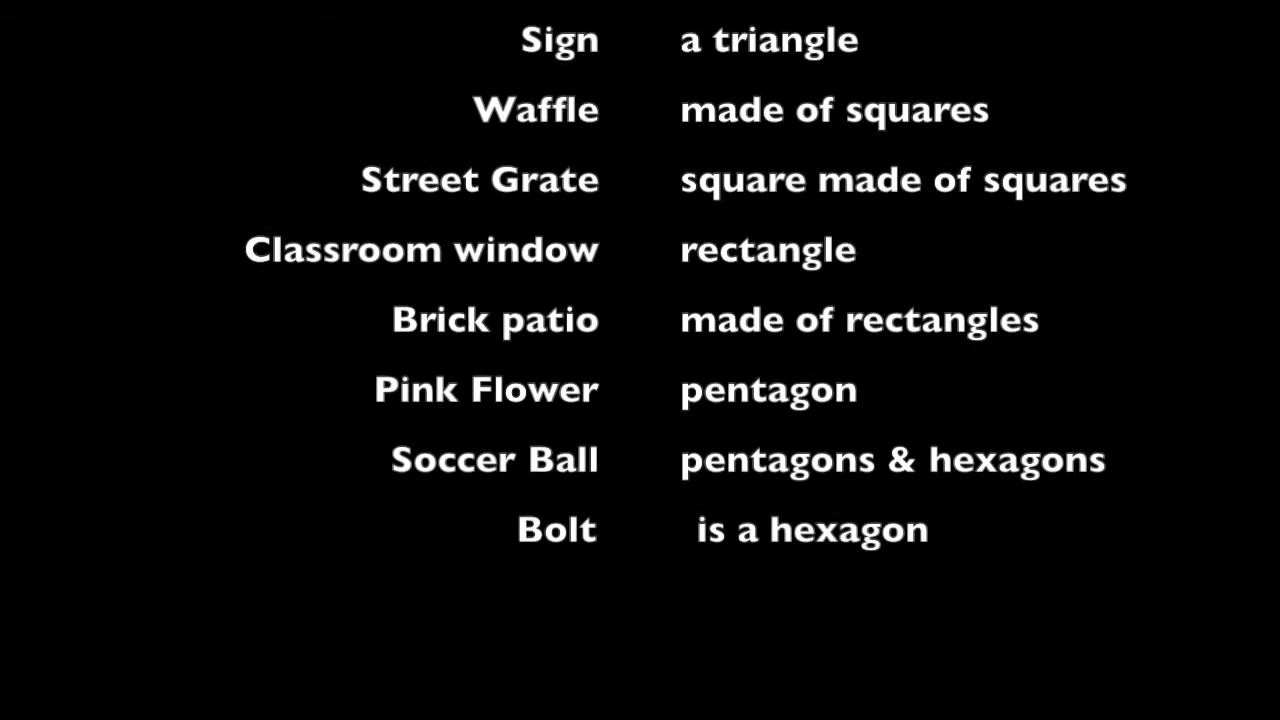 Sign a triangle
Waffle made of squares
Street Grate square made of squares
Classroom window rectangle
Brick patio made of rectangles
Pink Flower pentagon
Soccer Ball pentagons & hexagons
Bolt is a hexagon